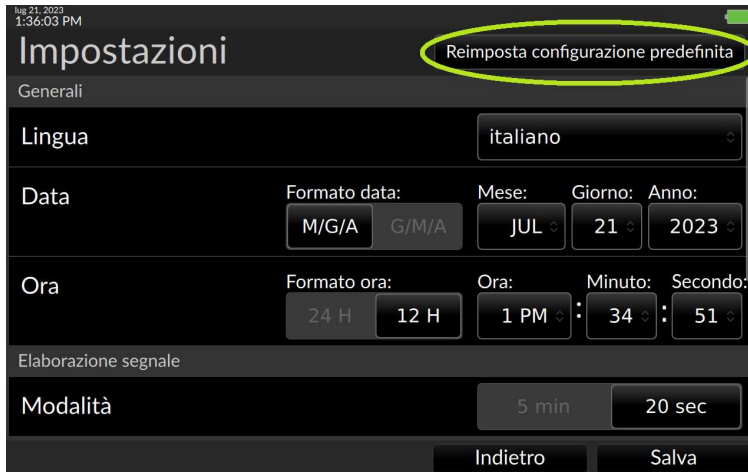 lug 21, 2023
1:36:03 PM
Impostazioni
Reimposta configurazione predefinita
Generali
Lingua
italiano
Data
Formato data:
Mese:
Giorno:
Anno:
M/G/A
G/M/A
JUL
21
2023
Ora
Formato ora:
Ora:
Minuto:
Secondo:
24 H
12 H
1 PM
:
34
:
51
Elaborazione segnale
Modalità
5 min
20 sec
Indietro
Salva